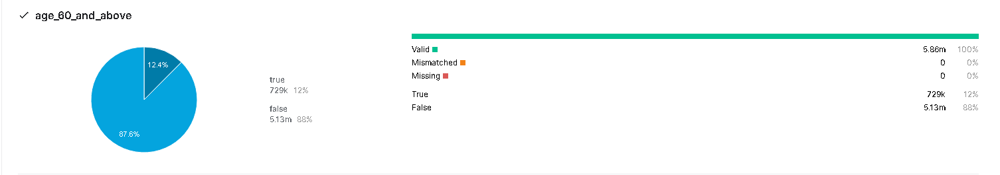 age_60_and_above
12.4%
87.6%
true
729k 12%
false
5.13m 88%
Valid 5.86m 100%
Mismatched 0 0%
Missing 0 0%
True 729k 12%
False 5.13m 88%